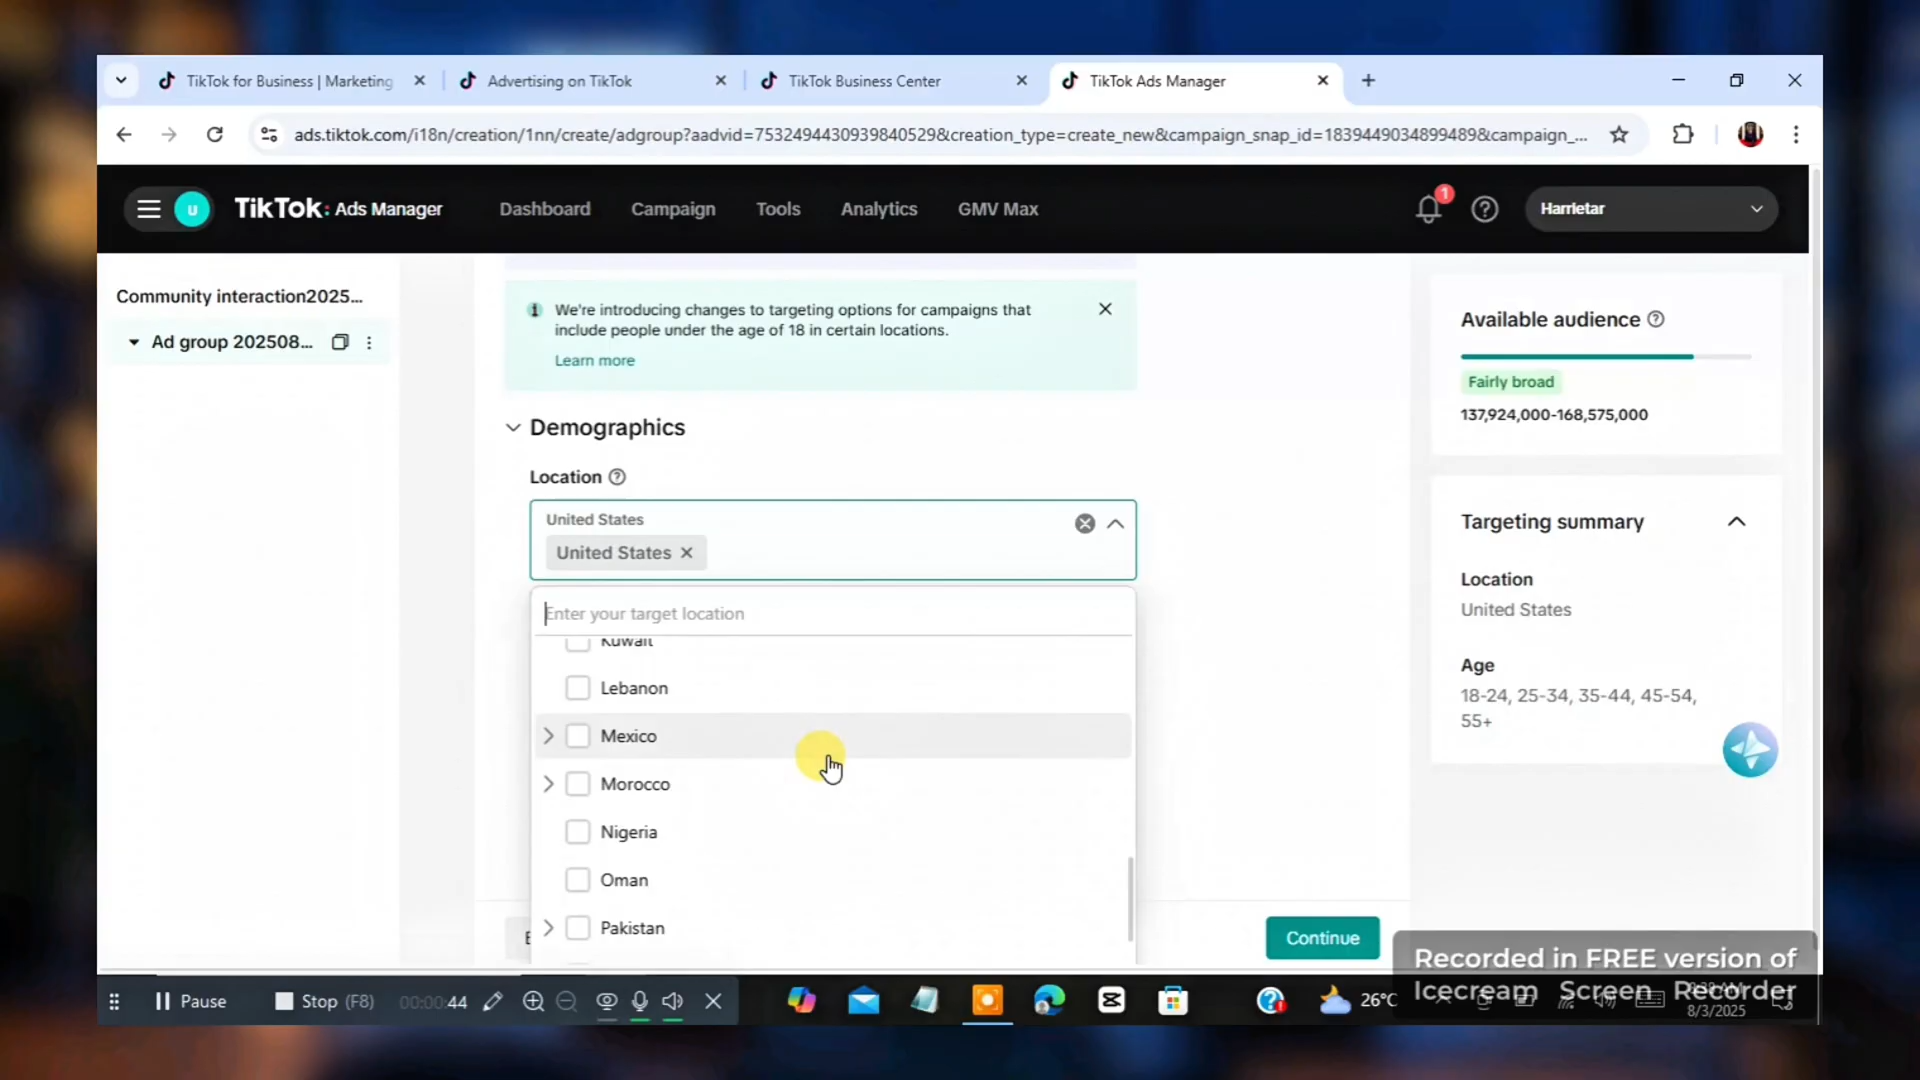 TikTok for Business | Marketing
Advertising on TikTok
TikTok Business Center
TikTok Ads Manager
ads.tiktok.com/i18n/creation/1nn/create/adgroup?aadvid=7532494430939840529&creation_type=create_new&campaign_snap_id=1839449034899489&campaign_...
U
TikTok: Ads Manager
Dashboard
Campaign
Tools
Analytics
GMV Max
1
Harrietar
Community interaction2025...
Ad group 202508...
We're introducing changes to targeting options for campaigns that
include people under the age of 18 in certain locations.
Learn more
Demographics
Location
United States
United States
Enter your target location
Kuwait
Lebanon
Mexico
Morocco
Nigeria
Oman
Pakistan
Continue
Available audience
Fairly broad
137,924,000-168,575,000
Targeting summary
Location
United States
Age
18-24, 25-34, 35-44, 45-54,
55+
Recorded in FREE version of
Icecream Screen Recorder
Pause
Stop (F8)
00:00:44
26°C
8/3/2025